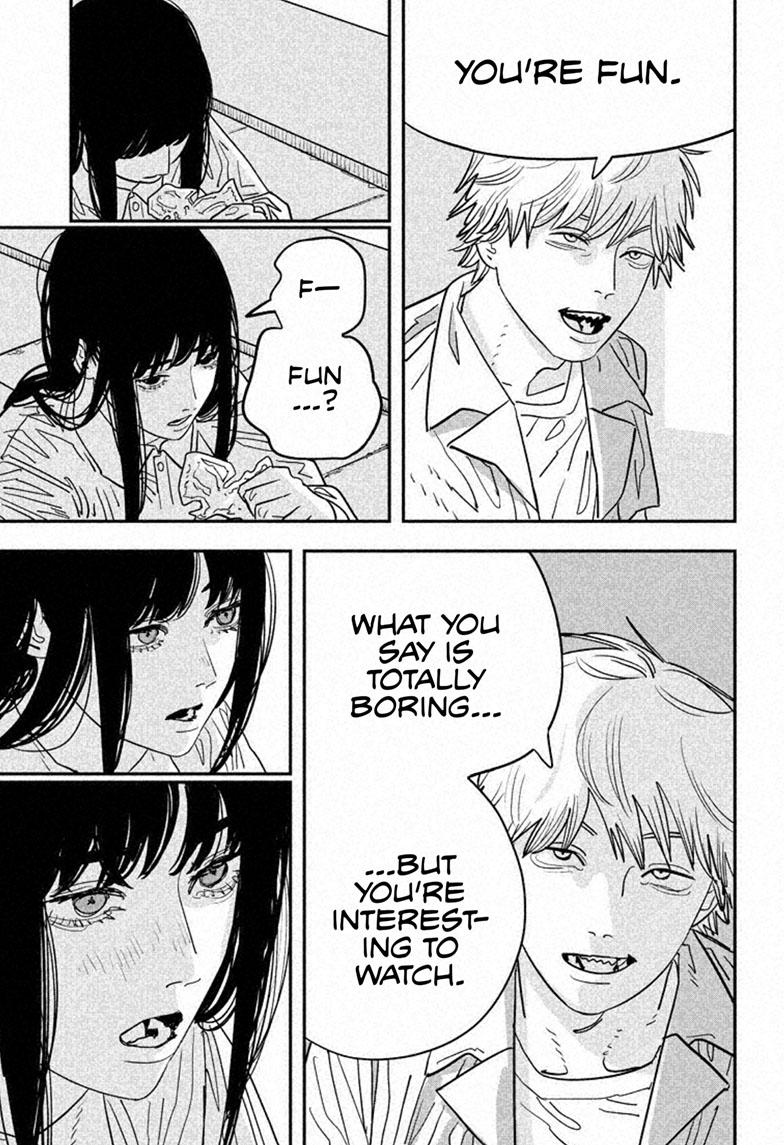 YOU'RE FUN.
F—
FUN
...?
WHAT YOU
SAY IS
TOTALLY
BORING...
...BUT
YOU'RE
INTEREST-
ING TO
WATCH.